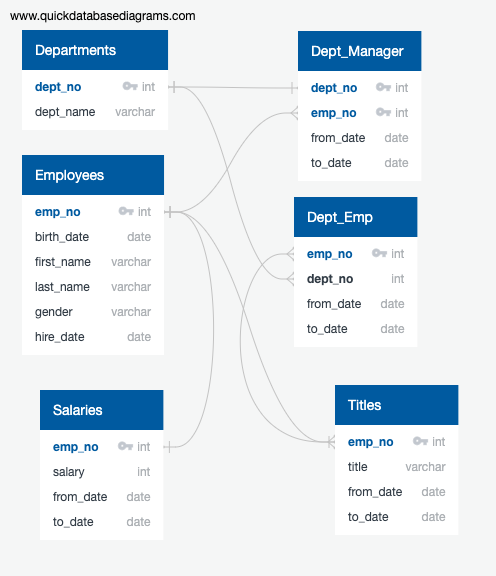 www.quickdatabasediagrams.com
Departments
dept_no int
dept_name varchar
Employees
emp_no int
birth_date date
first_name varchar
last_name varchar
gender varchar
hire_date date
Salaries
emp_no int
salary int
from_date date
to_date date
Dept_Manager
dept_no int
emp_no int
from_date date
to_date date
Dept_Emp
emp_no int
dept_no int
from_date date
to_date date
Titles
emp_no int
title varchar
from_date date
to_date date